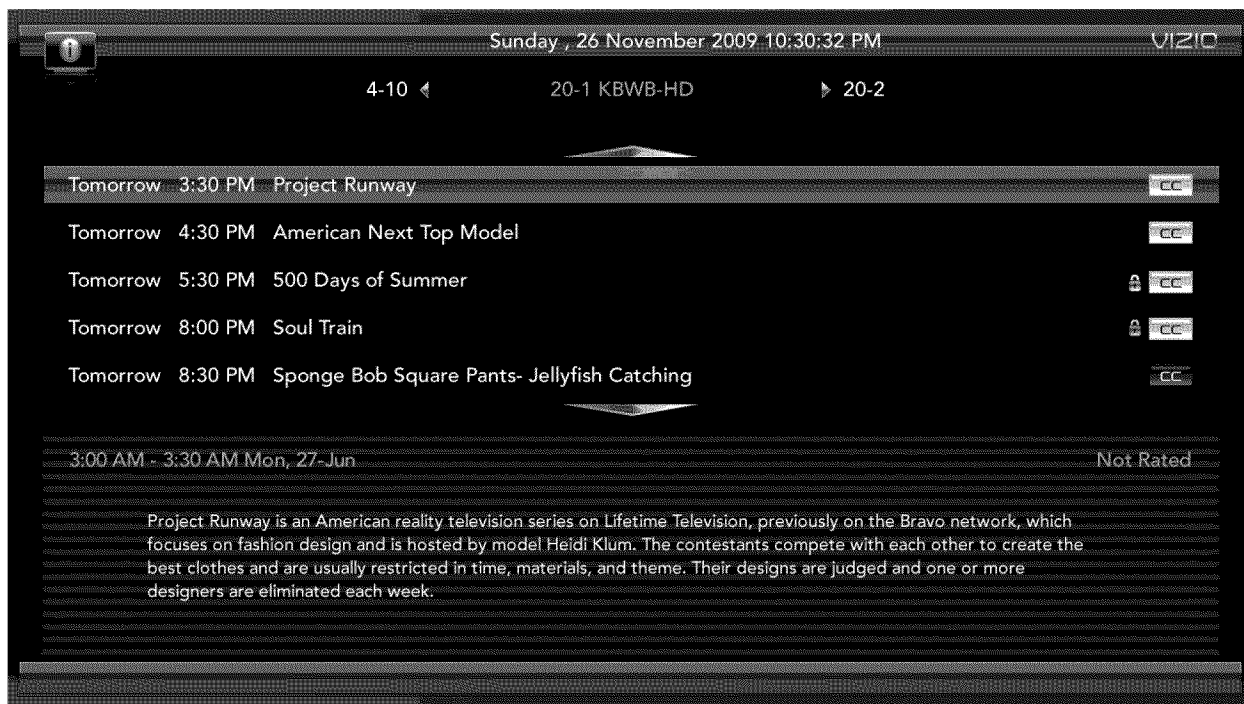 Sunday , 26 November 2009 10:30:32 PM VIZIO
4-10 20-1 KBWB-HD 20-2
Tomorrow 3:30 PM Project Runway CC
Tomorrow 4:30 PM American Next Top Model CC
Tomorrow 5:30 PM 500 Days of Summer CC
Tomorrow 8:00 PM Soul Train CC
Tomorrow 8:30 PM Sponge Bob Square Pants- Jellyfish Catching CC
3:00 AM - 3:30 AM Mon, 27-Jun Not Rated
Project Runway is an American reality television series on Lifetime Television, previously on the Bravo network, which
focuses on fashion design and is hosted by model Heidi Klum. The contestants compete with each other to create the
best clothes and are usually restricted in time, materials, and theme. Their designs are judged and one or more
designers are eliminated each week.